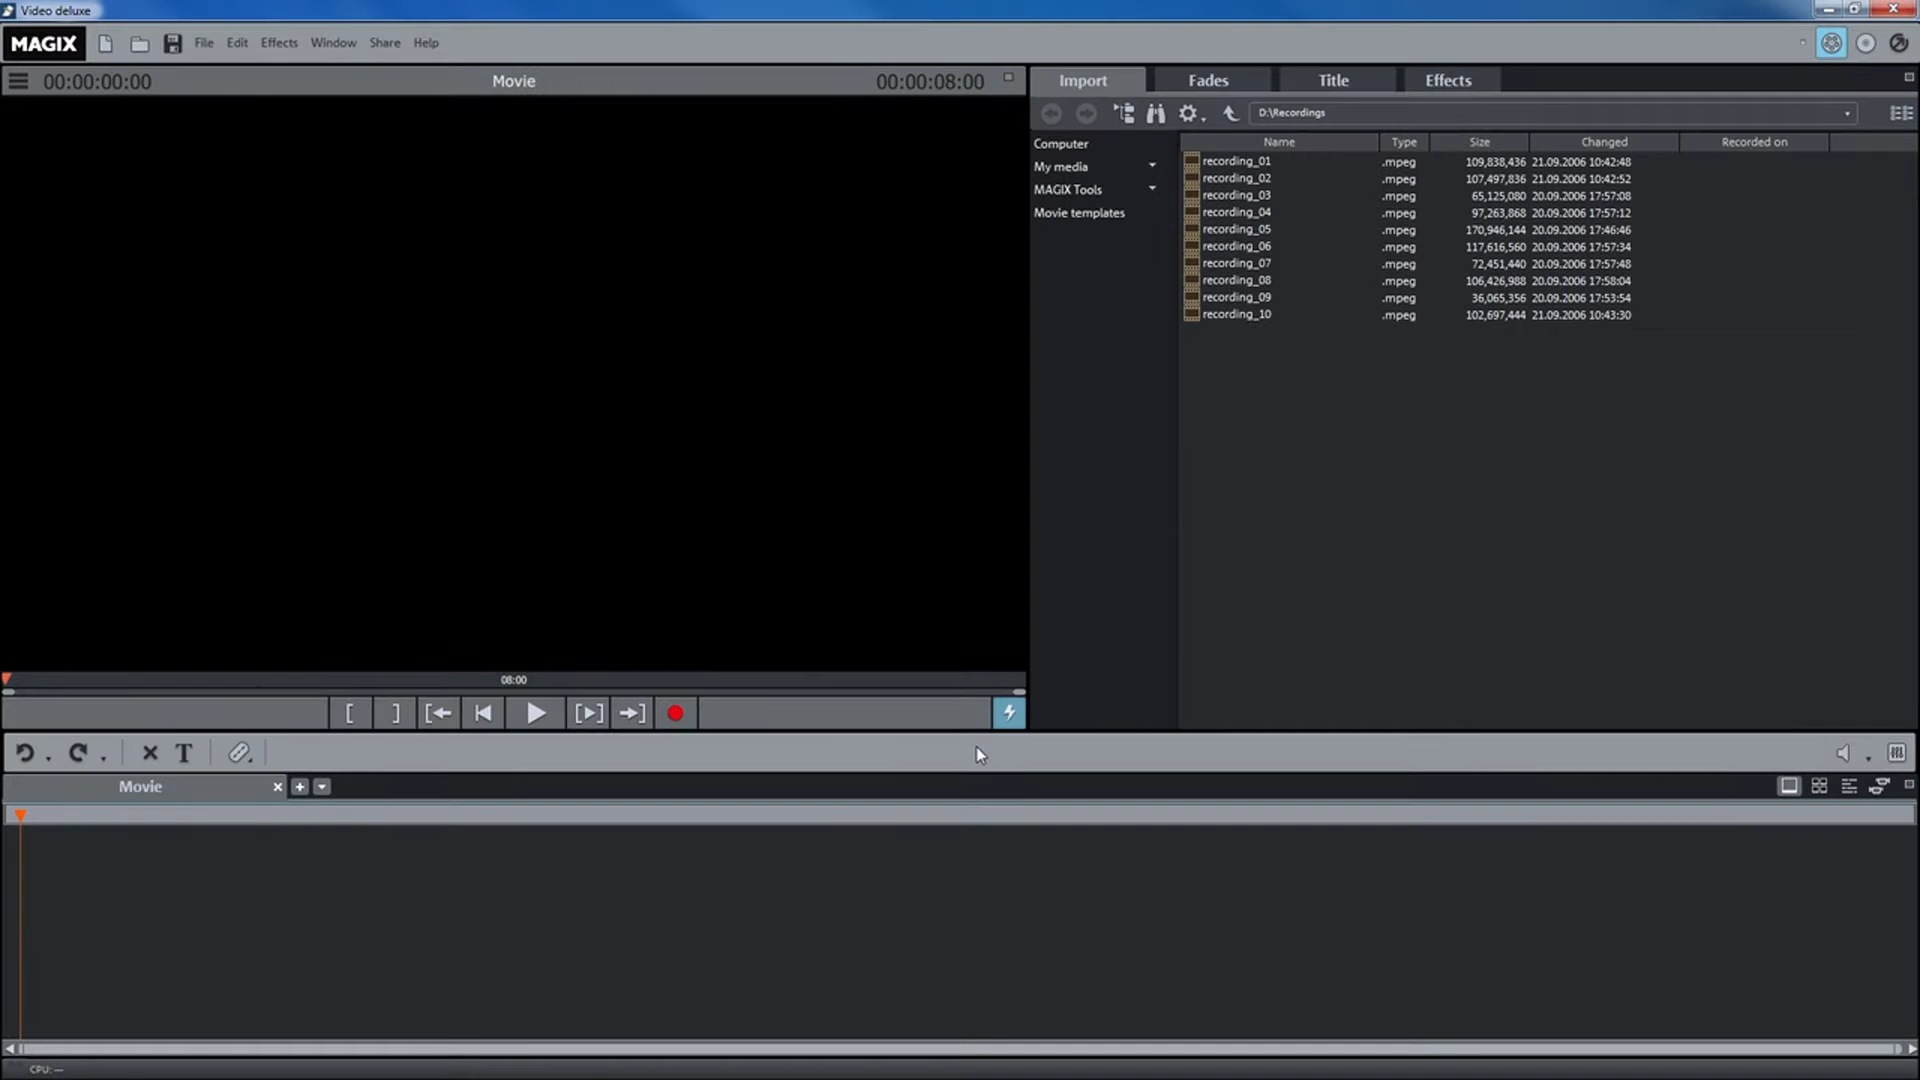 Video deluxe
MAGIX File Edit Effects Window Share Help
00:00:00:00 Movie 00:00:08:00
Import Fades Title Effects
D:\Recordings
Computer
My media
MAGIX Tools
Movie templates
Name Type Size Changed Recorded on
recording_01 .mpeg 109,838,436 21.09.2006 10:42:48
recording_02 .mpeg 107,497,836 21.09.2006 10:42:52
recording_03 .mpeg 65,125,080 20.09.2006 17:57:08
recording_04 .mpeg 97,263,868 20.09.2006 17:57:12
recording_05 .mpeg 170,946,144 20.09.2006 17:46:46
recording_06 .mpeg 117,616,560 20.09.2006 17:57:34
recording_07 .mpeg 72,451,440 20.09.2006 17:57:48
recording_08 .mpeg 106,426,988 20.09.2006 17:58:04
recording_09 .mpeg 36,065,356 20.09.2006 17:53:54
recording_10 .mpeg 102,697,444 21.09.2006 10:43:30
08:00
Movie
CPU: —